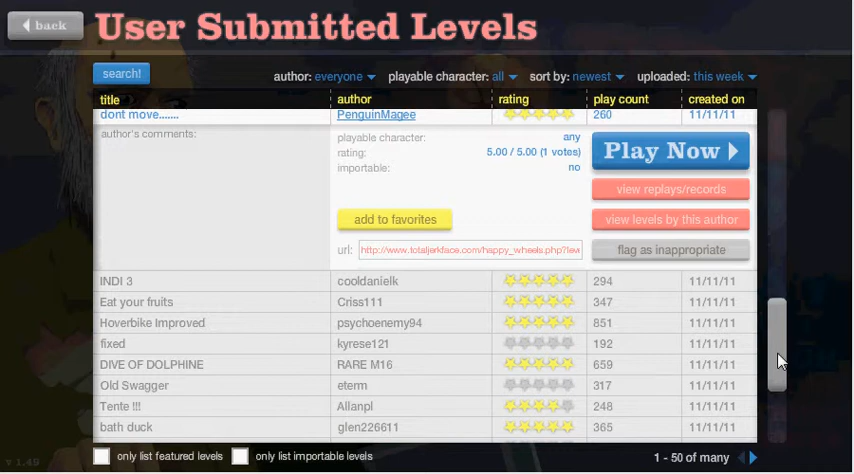 back
User Submitted Levels
search!
author: everyone playable character: all sort by: newest uploaded: this week
title author rating play count created on
dont move....... PenguinMagee 260 11/11/11
author's comments:
playable character: any
rating: 5.00 / 5.00 (1 votes)
importable: no
Play Now
view replays/records
add to favorites
view levels by this author
url: http://www.totaljerkface.com/happy_wheels.php?leve
flag as inappropriate
INDI 3 cooldanielk 294 11/11/11
Eat your fruits Criss111 347 11/11/11
Hoverbike Improved psychoenemy94 851 11/11/11
fixed kyrese121 192 11/11/11
DIVE OF DOLPHINE RARE M16 659 11/11/11
Old Swagger eterm 317 11/11/11
Tente !!! Allanpl 248 11/11/11
bath duck glen226611 365 11/11/11
only list featured levels only list importable levels 1 - 50 of many
v 1.49